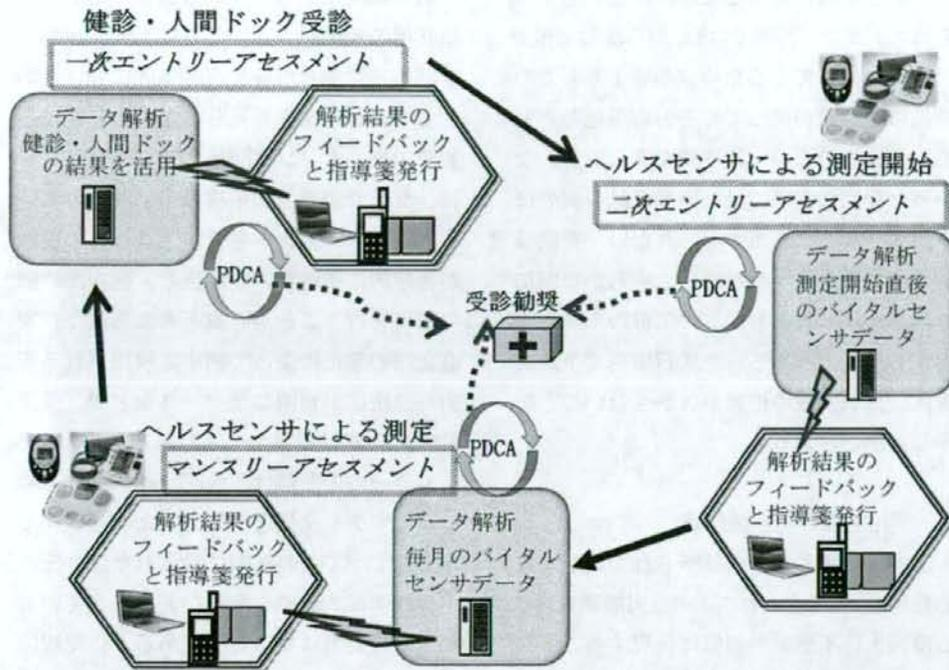 健診・人間ドック受診
一次エントリーアセスメント
データ解析
健診・人間ドック
の結果を活用
解析結果の
フィードバック
と指導箋発行
PDCA
ヘルスセンサによる測定開始
二次エントリーアセスメント
データ解析
測定開始直後
のバイタルセ
ンサデータ
PDCA
受診勧奨
解析結果の
フィードバック
と指導箋発行
ヘルスセンサによる測定
マンスリーアセスメント
PDCA
解析結果の
フィードバック
と指導箋発行
データ解析
毎月のバイタル
センサデータ